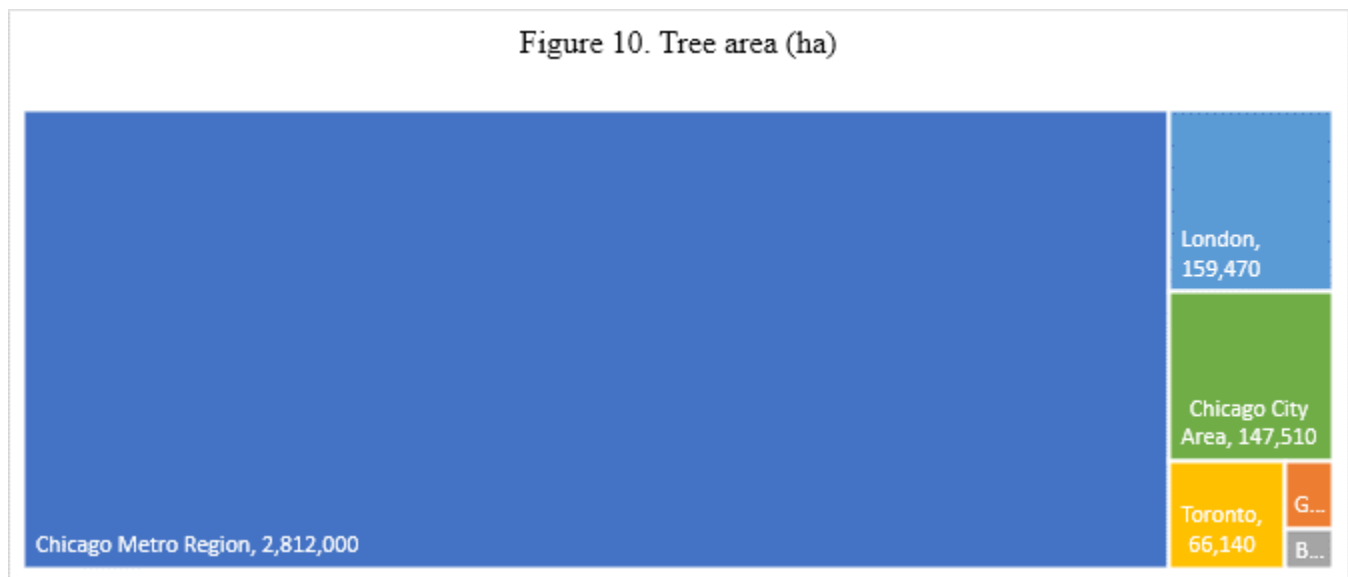 Figure 10. Tree area (ha)
London,
159,470
Chicago City
Area, 147,510
Toronto,
66,140
G...
B...
Chicago Metro Region, 2,812,000